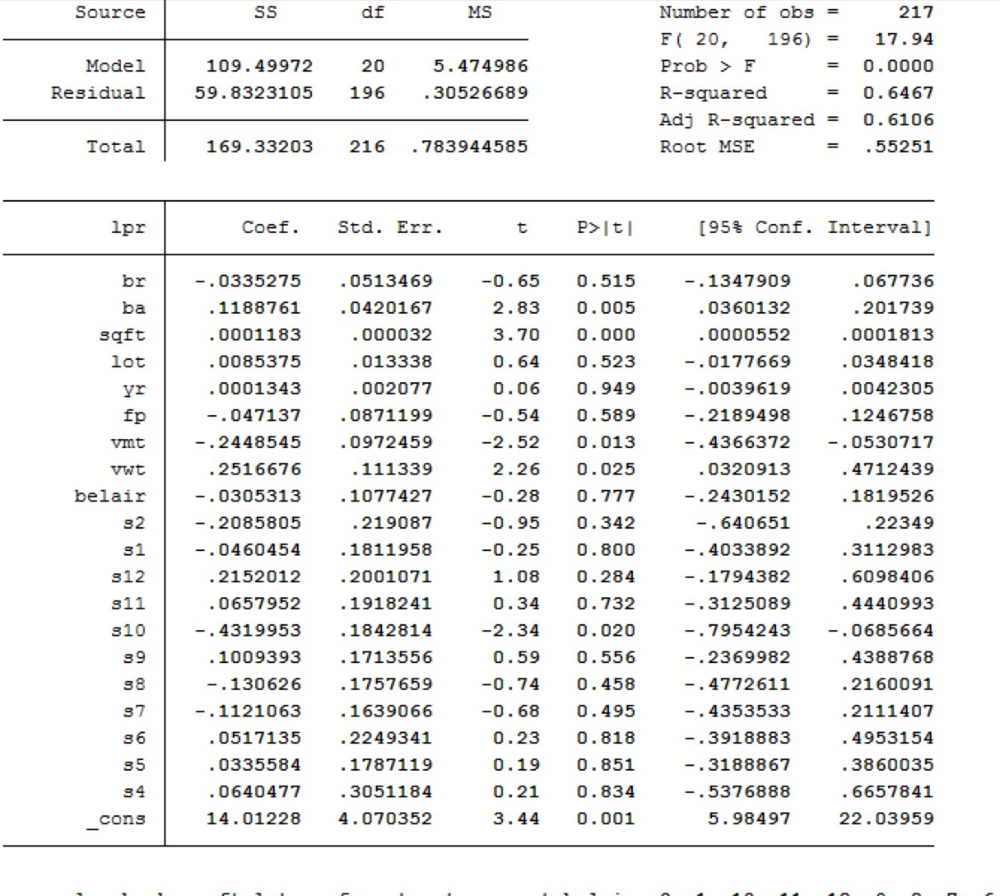 Source SS df MS Number of obs = 217
F( 20, 196) = 17.94
Model 109.49972 20 5.474986 Prob > F = 0.0000
Residual 59.8323105 196 .30526689 R-squared = 0.6467
Adj R-squared = 0.6106
Total 169.33203 216 .783944585 Root MSE = .55251
lpr Coef. Std. Err. t P>|t| [95% Conf. Interval]
br -.0335275 .0513469 -0.65 0.515 -.1347909 .067736
ba .1188761 .0420167 2.83 0.005 .0360132 .201739
sqft .0001183 .000032 3.70 0.000 .0000552 .0001813
lot .0085375 .013338 0.64 0.523 -.0177669 .0348418
yr .0001343 .002077 0.06 0.949 -.0039619 .0042305
fp -.047137 .0871199 -0.54 0.589 -.2189498 .1246758
vmt -.2448545 .0972459 -2.52 0.013 -.4366372 -.0530717
vwt .2516676 .111339 2.26 0.025 .0320913 .4712439
belair -.0305313 .1077427 -0.28 0.777 -.2430152 .1819526
s2 -.2085805 .219087 -0.95 0.342 -.640651 .22349
s1 -.0460454 .1811958 -0.25 0.800 -.4033892 .3112983
s12 .2152012 .2001071 1.08 0.284 -.1794382 .6098406
s11 .0657952 .1918241 0.34 0.732 -.3125089 .4440993
s10 -.4319953 .1842814 -2.34 0.020 -.7954243 -.0685664
s9 .1009393 .1713556 0.59 0.556 -.2369982 .4388768
s8 -.130626 .1757659 -0.74 0.458 -.4772611 .2160091
s7 -.1121063 .1639066 -0.68 0.495 -.4353533 .2111407
s6 .0517135 .2249341 0.23 0.818 -.3918883 .4953154
s5 .0335584 .1787119 0.19 0.851 -.3188867 .3860035
s4 .0640477 .3051184 0.21 0.834 -.5376888 .6657841
_cons 14.01228 4.070352 3.44 0.001 5.98497 22.03959